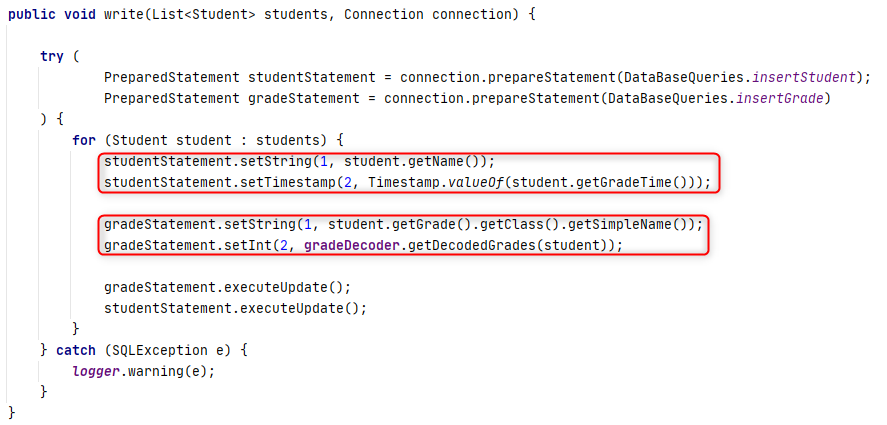 public void write(List<Student> students, Connection connection) {
try (
PreparedStatement studentStatement = connection.prepareStatement(DataBaseQueries.insertStudent);
PreparedStatement gradeStatement = connection.prepareStatement(DataBaseQueries.insertGrade)
) {
for (Student student : students) {
studentStatement.setString(1, student.getName());
studentStatement.setTimestamp(2, Timestamp.valueOf(student.getGradeTime()));
gradeStatement.setString(1, student.getGrade().getClass().getSimpleName());
gradeStatement.setInt(2, gradeDecoder.getDecodedGrades(student));
gradeStatement.executeUpdate();
studentStatement.executeUpdate();
}
} catch (SQLException e) {
logger.warning(e);
}
}